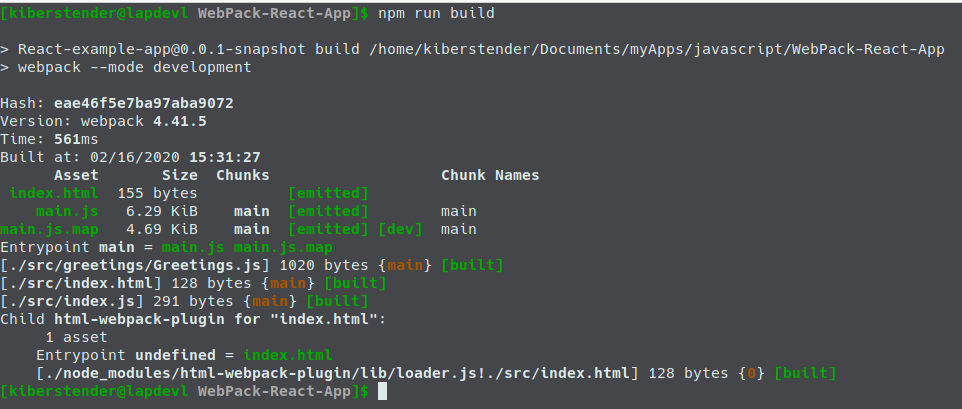 [kiberstender@lapdevl WebPack-React-App]$ npm run build
> React-example-app@0.0.1-snapshot build /home/kiberstender/Documents/myApps/javascript/WebPack-React-App
> webpack --mode development
Hash: eae46f5e7ba97aba9072
Version: webpack 4.41.5
Time: 561ms
Built at: 02/16/2020 15:31:27
Asset Size Chunks Chunk Names
index.html 155 bytes [emitted]
main.js 6.29 KiB main [emitted] main
main.js.map 4.69 KiB main [emitted] [dev] main
Entrypoint main = main.js main.js.map
[./src/greetings/Greetings.js] 1020 bytes {main} [built]
[./src/index.html] 128 bytes {main} [built]
[./src/index.js] 291 bytes {main} [built]
Child html-webpack-plugin for "index.html":
1 asset
Entrypoint undefined = index.html
[./node_modules/html-webpack-plugin/lib/loader.js!./src/index.html] 128 bytes {0} [built]
[kiberstender@lapdevl WebPack-React-App]$